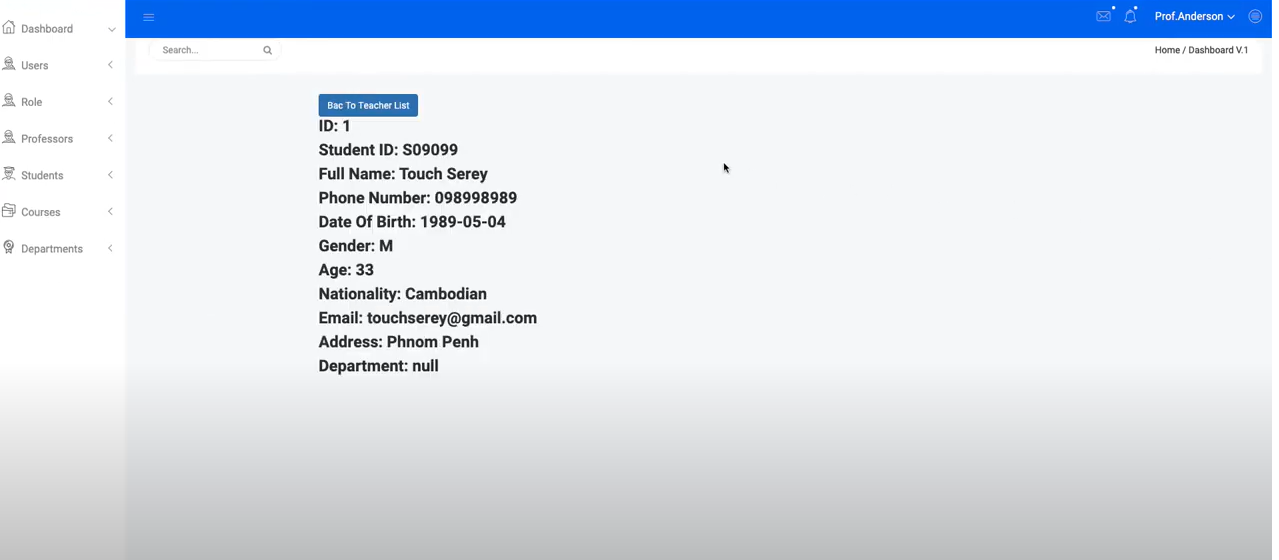 Dashboard
Users
Role
Professors
Students
Courses
Departments
Prof.Anderson
Search...
Home / Dashboard V.1
Bac To Teacher List
ID: 1
Student ID: S09099
Full Name: Touch Serey
Phone Number: 098998989
Date Of Birth: 1989-05-04
Gender: M
Age: 33
Nationality: Cambodian
Email: touchserey@gmail.com
Address: Phnom Penh
Department: null